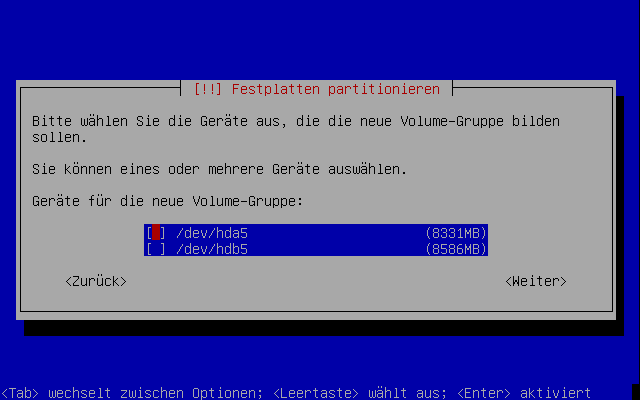 [!!] Festplatten partitionieren
Bitte wählen Sie die Geräte aus, die die neue Volume-Gruppe bilden
sollen.
Sie können eines oder mehrere Geräte auswählen.
Geräte für die neue Volume-Gruppe:
[ ] /dev/hda5 (8331MB)
[ ] /dev/hdb5 (8586MB)
<Zurück> <Weiter>
<Tab> wechselt zwischen Optionen; <Leertaste> wählt aus; <Enter> aktiviert